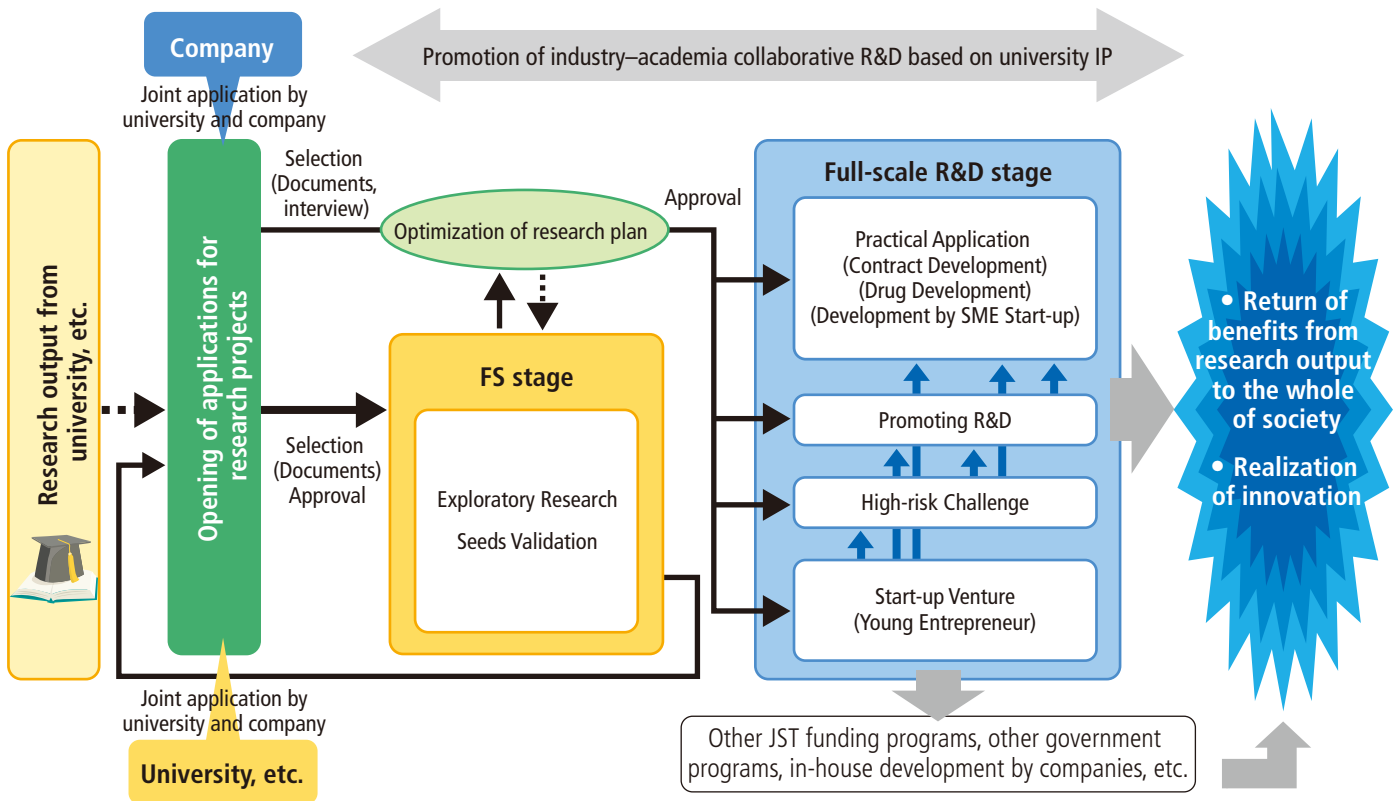 Company
Promotion of industry–academia collaborative R&D based on university IP
Joint application by
university and company
Research output from
university, etc.
Opening of applications for
research projects
Selection
(Documents,
interview)
Optimization of research plan
Approval
FS stage
Exploratory Research
Seeds Validation
Selection
(Documents)
Approval
Full-scale R&D stage
Practical Application
(Contract Development)
(Drug Development)
(Development by SME Start-up)
Promoting R&D
High-risk Challenge
Start-up Venture
(Young Entrepreneur)
• Return of
benefits from
research output
to the whole
of society
• Realization
of innovation
Joint application by
university and company
University, etc.
Other JST funding programs, other government
programs, in-house development by companies, etc.